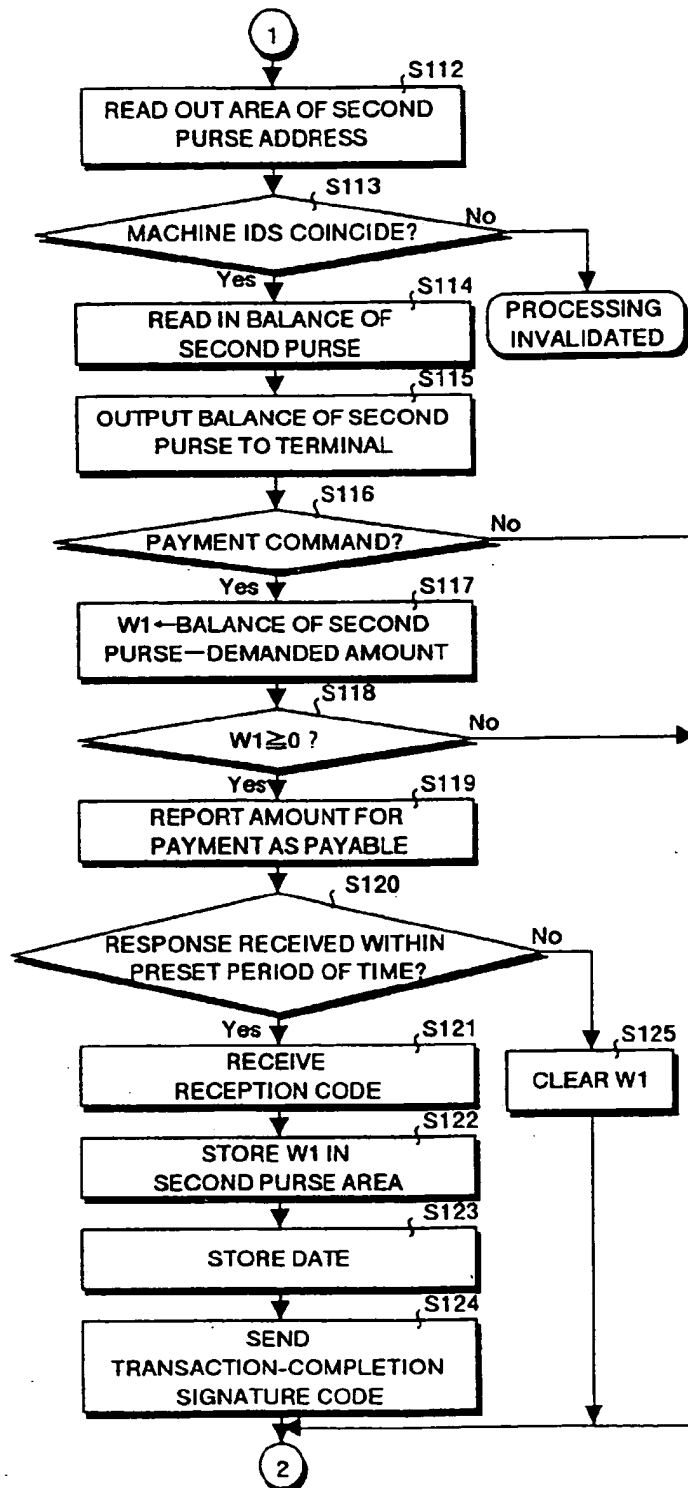 1
S112
READ OUT AREA OF SECOND
PURSE ADDRESS
S113
MACHINE IDS COINCIDE?
No
Yes
PROCESSING
INVALIDATED
S114
READ IN BALANCE OF
SECOND PURSE
S115
OUTPUT BALANCE OF SECOND
PURSE TO TERMINAL
S116
PAYMENT COMMAND?
No
Yes
S117
W1←BALANCE OF SECOND
PURSE—DEMANDED AMOUNT
S118
W1≧0 ?
No
Yes
S119
REPORT AMOUNT FOR
PAYMENT AS PAYABLE
S120
RESPONSE RECEIVED WITHIN
PRESET PERIOD OF TIME?
No
Yes
S121
RECEIVE
RECEPTION CODE
S125
CLEAR W1
S122
STORE W1 IN
SECOND PURSE AREA
S123
STORE DATE
S124
SEND
TRANSACTION-COMPLETION
SIGNATURE CODE
2